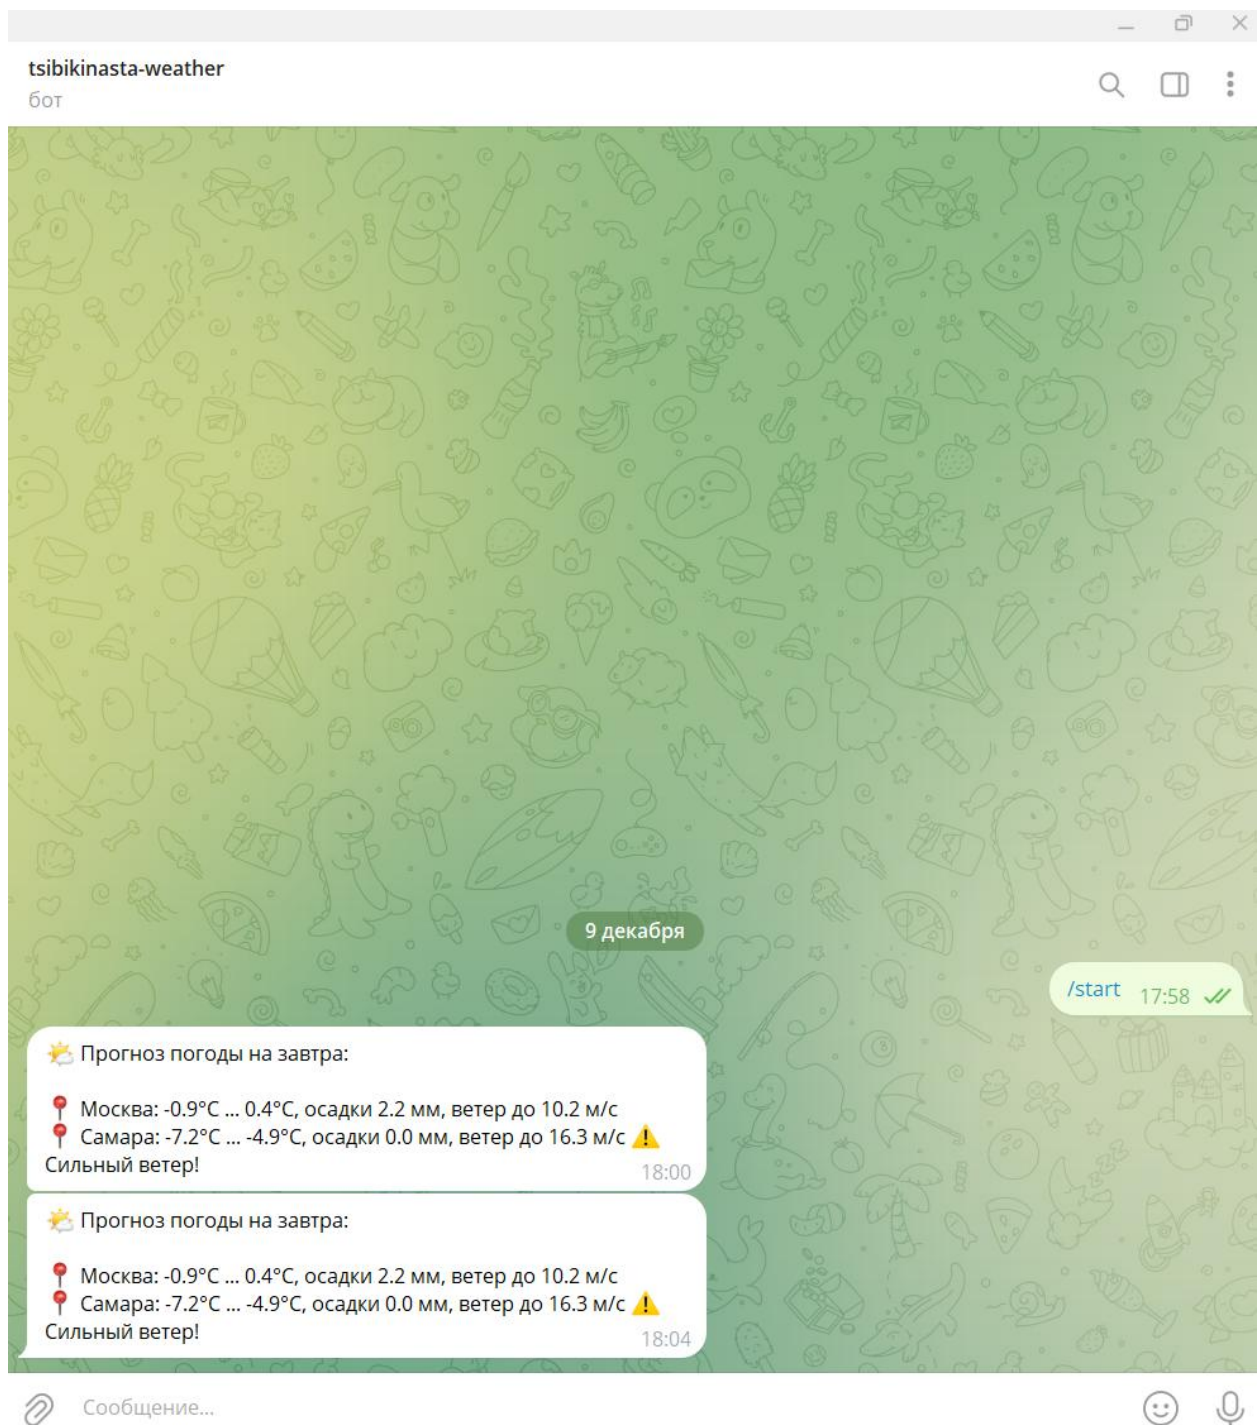 tsibikinasta-weather
бот
9 декабря
/start 17:58
🌤 Прогноз погоды на завтра:
📍 Москва: -0.9°C ... 0.4°C, осадки 2.2 мм, ветер до 10.2 м/с
📍 Самара: -7.2°C ... -4.9°C, осадки 0.0 мм, ветер до 16.3 м/с ⚠️
Сильный ветер!
18:00
🌤 Прогноз погоды на завтра:
📍 Москва: -0.9°C ... 0.4°C, осадки 2.2 мм, ветер до 10.2 м/с
📍 Самара: -7.2°C ... -4.9°C, осадки 0.0 мм, ветер до 16.3 м/с ⚠️
Сильный ветер!
18:04
Сообщение...